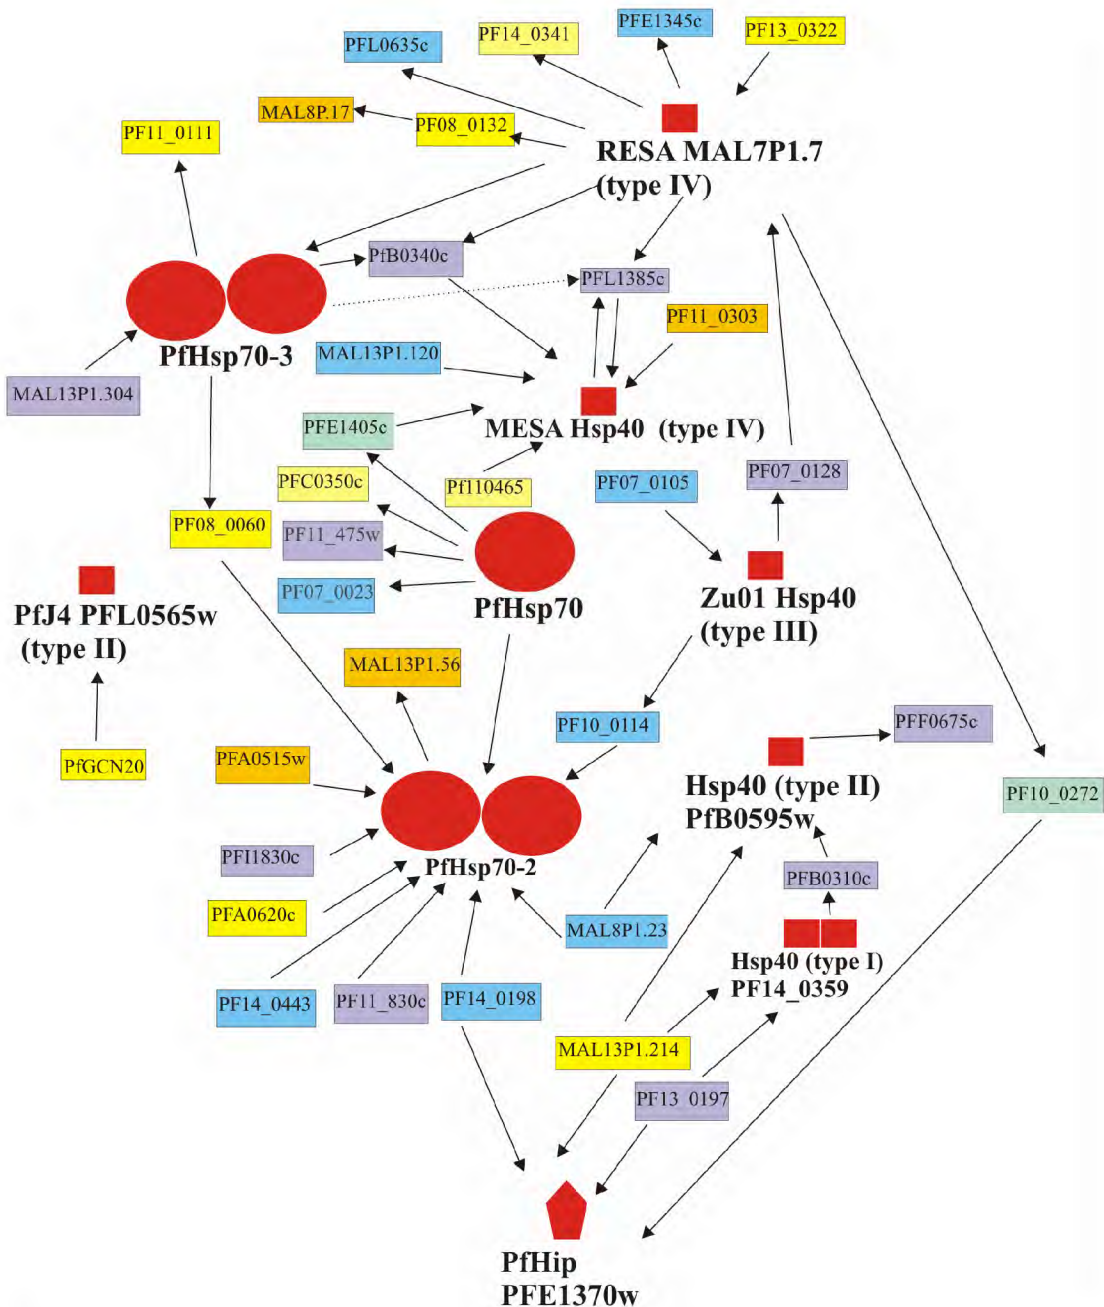 PFE1345c
PF14_0341
PF13_0322
PFL0635c
MAL8P.17
PF08_0132
PF11_0111
RESA MAL7P1.7
(type IV)
PfB0340c
PFL1385c
PF11_0303
PfHsp70-3
MAL13P1.120
MAL13P1.304
MESA Hsp40 (type IV)
PFE1405c
PF07_0128
PFC0350c
PfI10465
PF07_0105
PF08_0060
PF11_475w
PF07_0023
PfHsp70
Zu01 Hsp40
(type III)
PfJ4 PFL0565w
(type II)
MAL13P1.56
PF10_0114
PFF0675c
PfGCN20
PFA0515w
Hsp40 (type II)
PfB0595w
PF10_0272
PFI1830c
PfHsp70-2
PFB0310c
PFA0620c
MAL8P1.23
Hsp40 (type I)
PF14_0359
PF14_0443
PF11_830c
PF14_0198
MAL13P1.214
PF13_0197
PfHip
PFE1370w